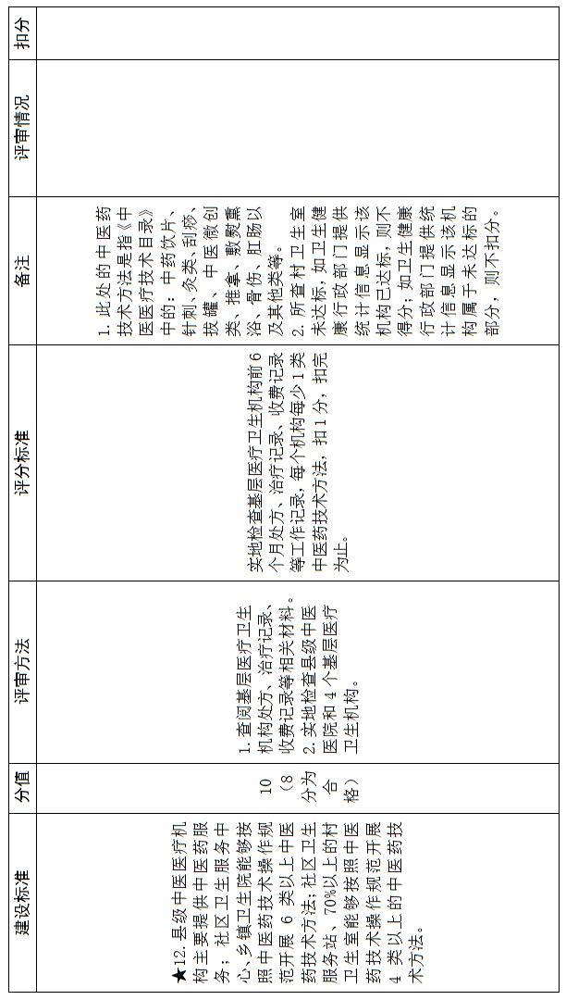 建设标准
分值
评审方法
评分标准
备注
评审情况
扣分
★12.县级中医医疗机
构主要提供中医药服
务；社区卫生服务中
心、乡镇卫生院能够按
照中医药技术操作规
范开展 6 类以上中医
药技术方法；社区卫生
服务站、70%以上的村
卫生室能够按照中医
药技术操作规范开展
4 类以上的中医药技
术方法。
10
（8
分为
合
格）
1.查阅基层医疗卫生
机构处方、治疗记录、
收费记录等相关材料。
2.实地检查县级中医
医院和 4 个基层医疗
卫生机构。
实地检查基层医疗卫生机构前 6
个月处方、治疗记录、收费记录
等工作记录，每个机构每少 1 类
中医药技术方法，扣 1 分，扣完
为止。
1.此处的中医药
技术方法是指《中
医医疗技术目录》
中的：中药饮片、
针刺、灸类、刮痧、
拔罐、中医微创
类、推拿、敷熨熏
浴、骨伤、肛肠以
及其他类等。
2.所查村卫生室
未达标，如卫生健
康行政部门提供
统计信息显示该
机构已达标，则不
得分；如卫生健康
行政部门提供统
计信息显示该机
构属于未达标的
部分，则不扣分。